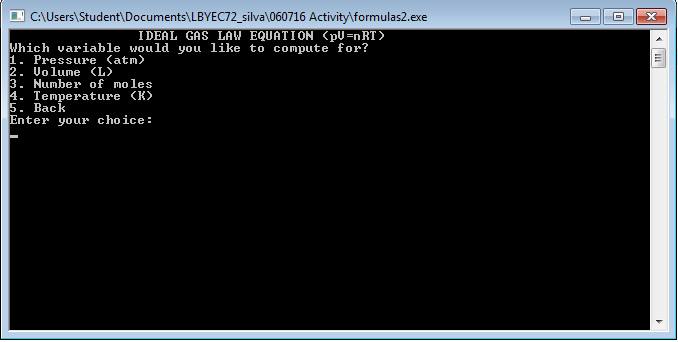 C:\Users\Student\Documents\LBYEC72_silva\060716 Activity\formulas2.exe
IDEAL GAS LAW EQUATION (pV=nRT)
Which variable would you like to compute for?
1. Pressure (atm)
2. Volume (L)
3. Number of moles
4. Temperature (K)
5. Back
Enter your choice: